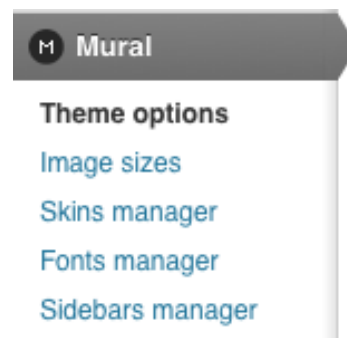 M Mural
Theme options
Image sizes
Skins manager
Fonts manager
Sidebars manager